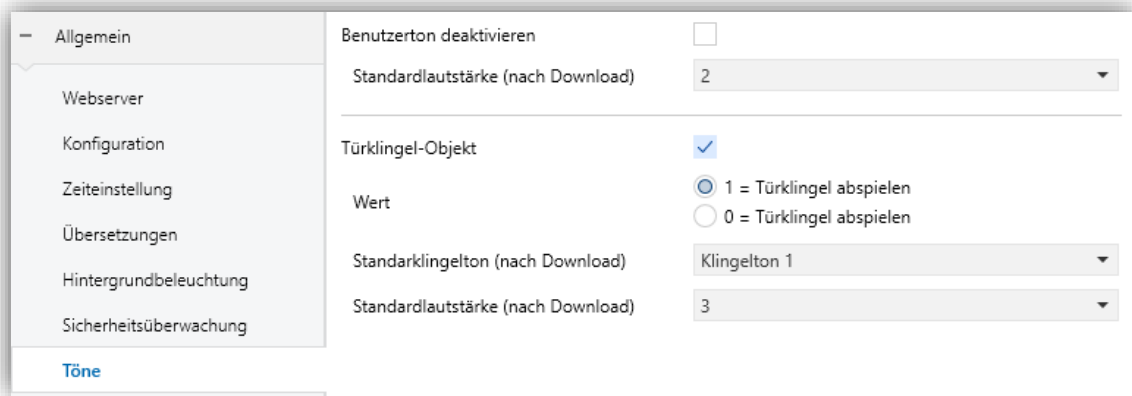 Allgemein
Webserver
Konfiguration
Zeiteinstellung
Übersetzungen
Hintergrundbeleuchtung
Sicherheitsüberwachung
Töne
Benutzerton deaktivieren
Standardlautstärke (nach Download) 2
Türklingel-Objekt
Wert
1 = Türklingel abspielen
0 = Türklingel abspielen
Standarklingelton (nach Download) Klingelton 1
Standardlautstärke (nach Download) 3